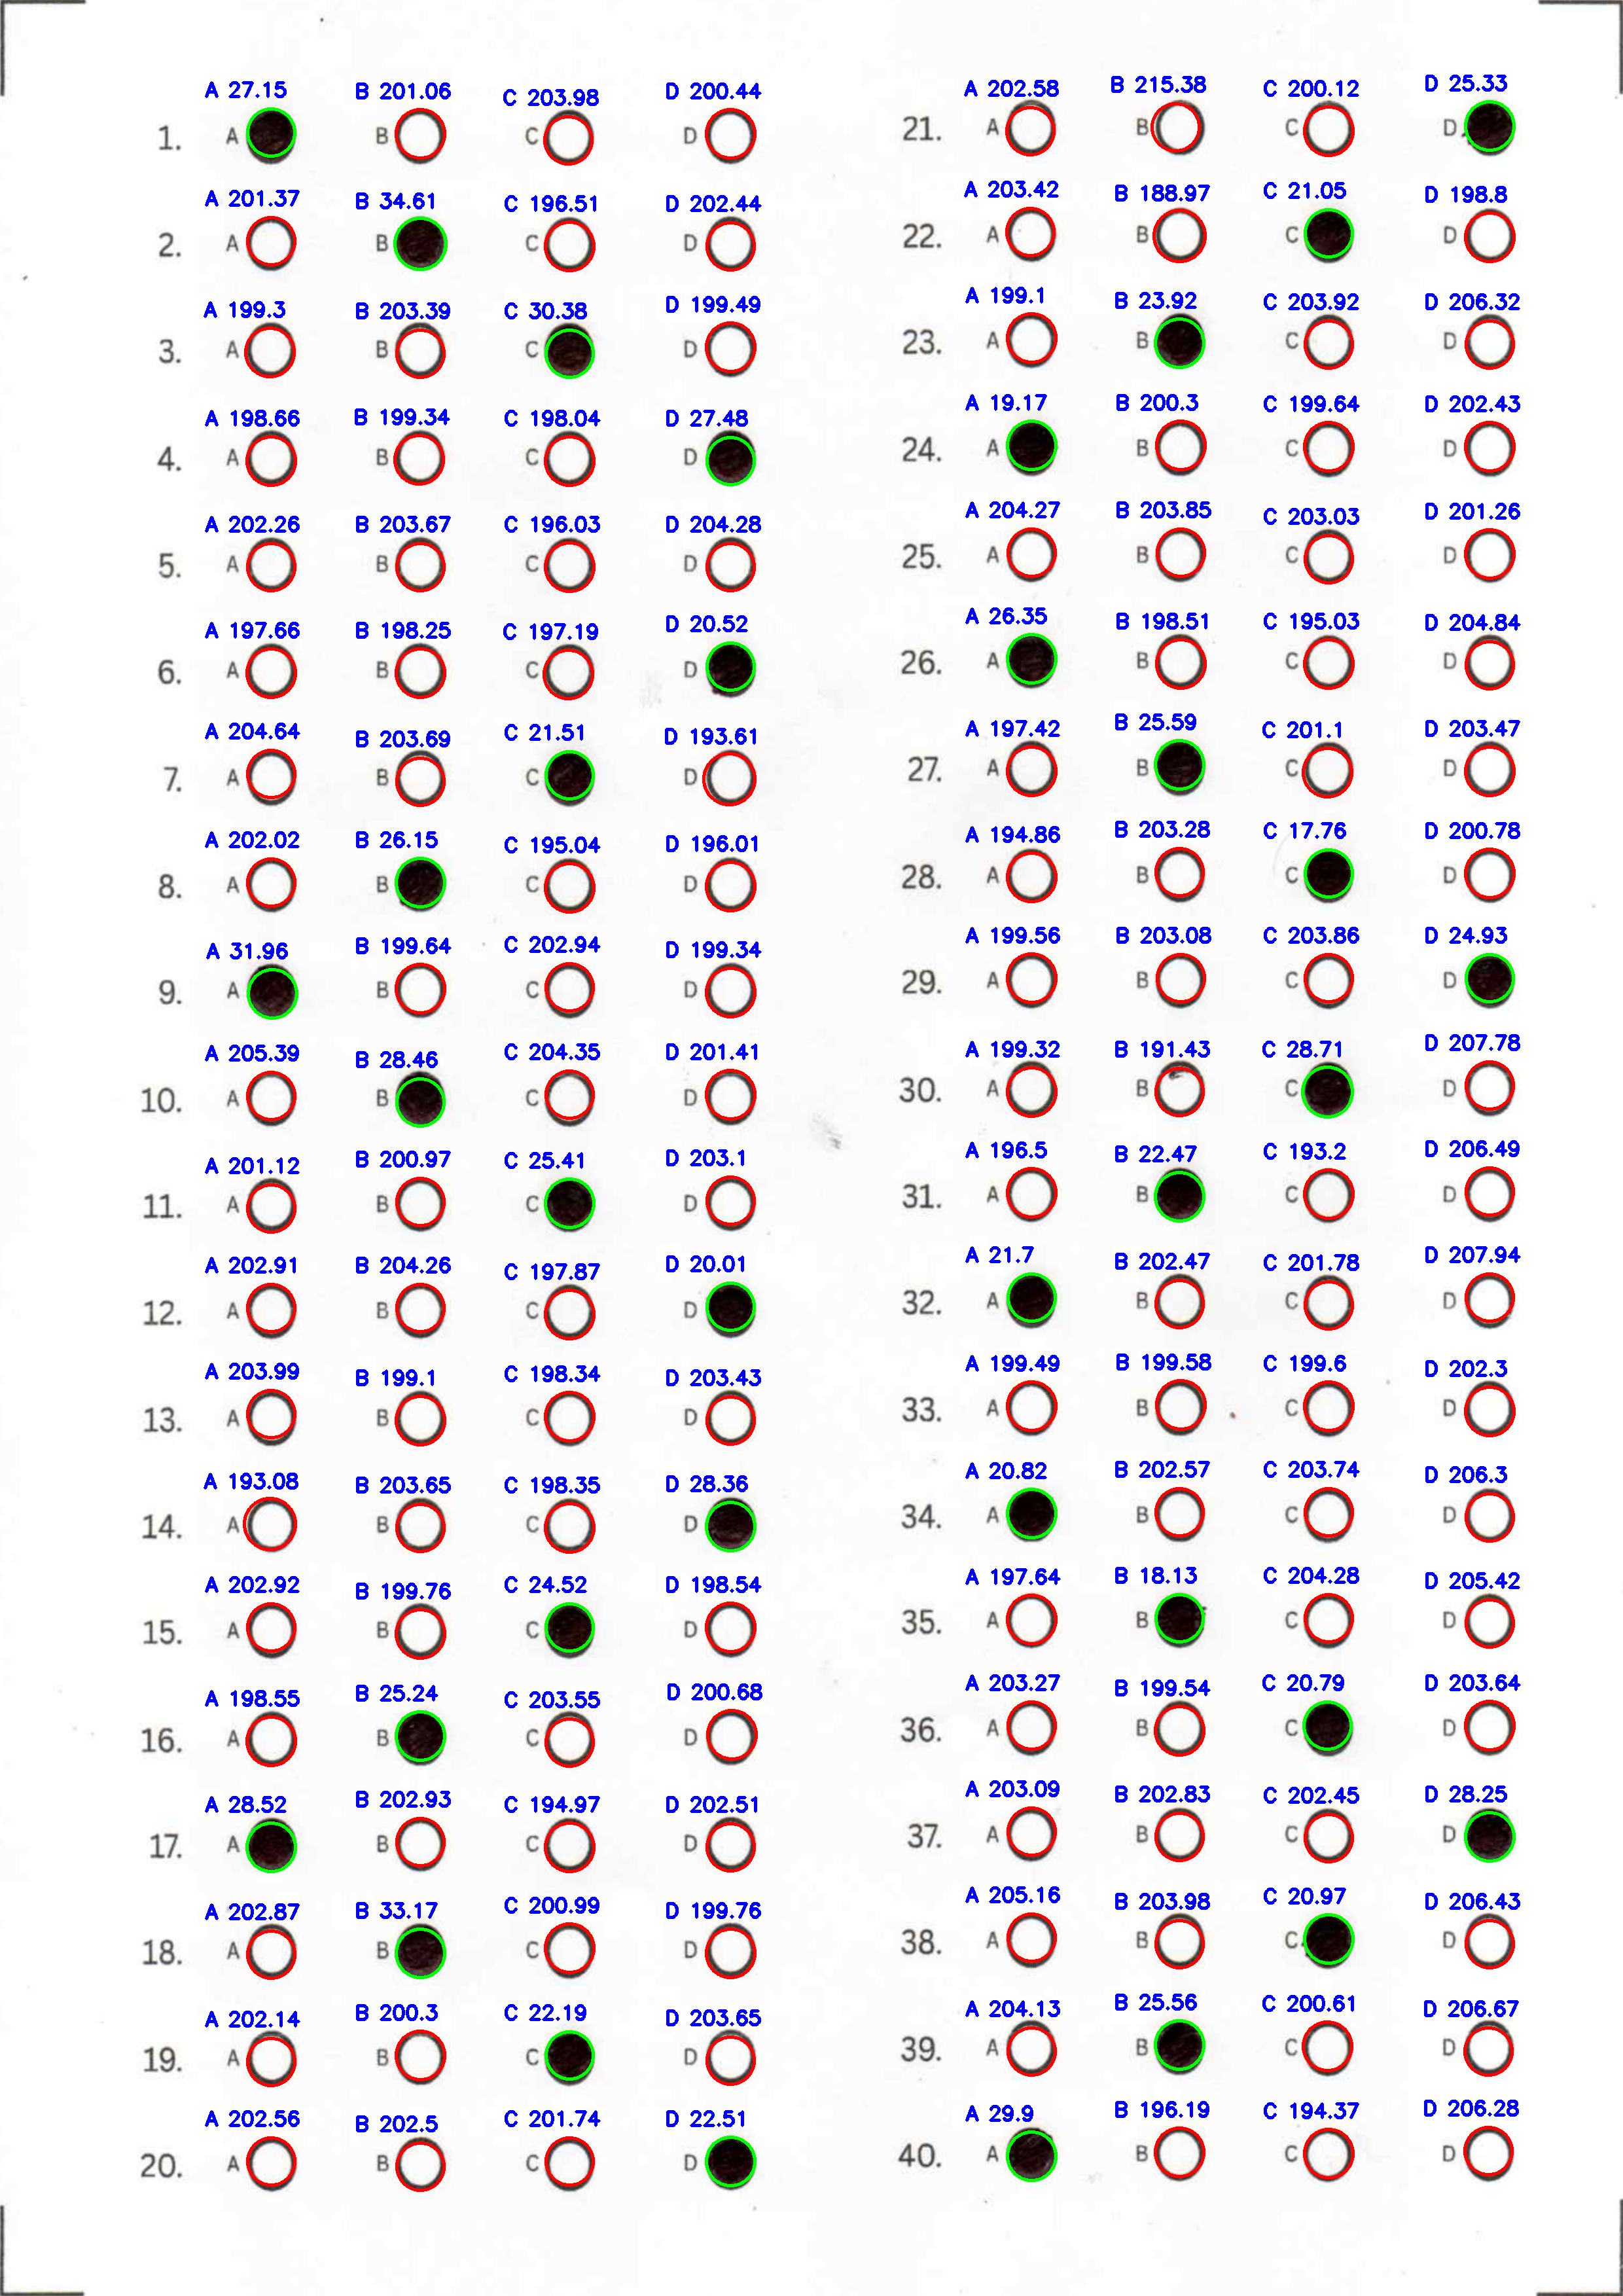 A 27.15 B 201.06 C 203.98 D 200.44
1. A B C D
A 201.37 B 34.61 C 196.51 D 202.44
2. A B C D
A 199.3 B 203.39 C 30.38 D 199.49
3. A B C D
A 198.66 B 199.34 C 198.04 D 27.48
4. A B C D
A 202.26 B 203.67 C 196.03 D 204.28
5. A B C D
A 197.66 B 198.25 C 197.19 D 20.52
6. A B C D
A 204.64 B 203.69 C 21.51 D 193.61
7. A B C D
A 202.02 B 26.15 C 195.04 D 196.01
8. A B C D
A 31.96 B 199.64 C 202.94 D 199.34
9. A B C D
A 205.39 B 28.46 C 204.35 D 201.41
10. A B C D
A 201.12 B 200.97 C 25.41 D 203.1
11. A B C D
A 202.91 B 204.26 C 197.87 D 20.01
12. A B C D
A 203.99 B 199.1 C 198.34 D 203.43
13. A B C D
A 193.08 B 203.65 C 198.35 D 28.36
14. A B C D
A 202.92 B 199.76 C 24.52 D 198.54
15. A B C D
A 198.55 B 25.24 C 203.55 D 200.68
16. A B C D
A 28.52 B 202.93 C 194.97 D 202.51
17. A B C D
A 202.87 B 33.17 C 200.99 D 199.76
18. A B C D
A 202.14 B 200.3 C 22.19 D 203.65
19. A B C D
A 202.56 B 202.5 C 201.74 D 22.51
20. A B C D
A 202.58 B 215.38 C 200.12 D 25.33
21. A B C D
A 203.42 B 188.97 C 21.05 D 198.8
22. A B C D
A 199.1 B 23.92 C 203.92 D 206.32
23. A B C D
A 19.17 B 200.3 C 199.64 D 202.43
24. A B C D
A 204.27 B 203.85 C 203.03 D 201.26
25. A B C D
A 26.35 B 198.51 C 195.03 D 204.84
26. A B C D
A 197.42 B 25.59 C 201.1 D 203.47
27. A B C D
A 194.86 B 203.28 C 17.76 D 200.78
28. A B C D
A 199.56 B 203.08 C 203.86 D 24.93
29. A B C D
A 199.32 B 191.43 C 28.71 D 207.78
30. A B C D
A 196.5 B 22.47 C 193.2 D 206.49
31. A B C D
A 21.7 B 202.47 C 201.78 D 207.94
32. A B C D
A 199.49 B 199.58 C 199.6 D 202.3
33. A B C D
A 20.82 B 202.57 C 203.74 D 206.3
34. A B C D
A 197.64 B 18.13 C 204.28 D 205.42
35. A B C D
A 203.27 B 199.54 C 20.79 D 203.64
36. A B C D
A 203.09 B 202.83 C 202.45 D 28.25
37. A B C D
A 205.16 B 203.98 C 20.97 D 206.43
38. A B C D
A 204.13 B 25.56 C 200.61 D 206.67
39. A B C D
A 29.9 B 196.19 C 194.37 D 206.28
40. A B C D